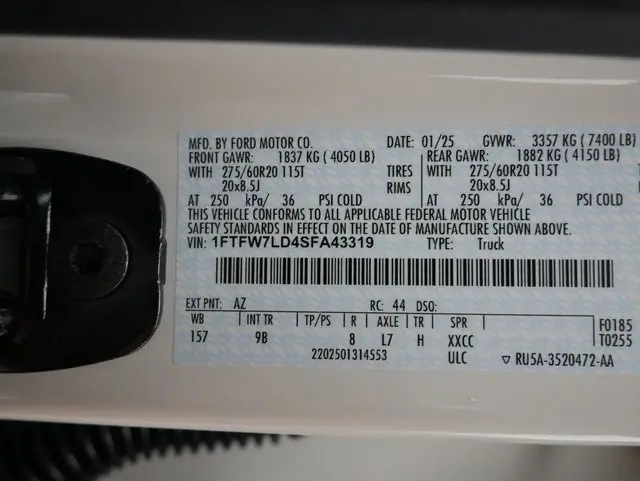 MFD. BY FORD MOTOR CO. DATE: 01/25 GVWR: 3357 KG ( 7400 LB)
FRONT GAWR: 1837 KG ( 4050 LB) REAR GAWR: 1882 KG ( 4150 LB)
WITH 275/60R20 115T TIRES WITH 275/60R20 115T
20x8.5J RIMS 20x8.5J
AT 250 kPa/ 36 PSI COLD AT 250 kPa/ 36 PSI COLD
THIS VEHICLE CONFORMS TO ALL APPLICABLE FEDERAL MOTOR VEHICLE
SAFETY STANDARDS IN EFFECT ON THE DATE OF MANUFACTURE SHOWN ABOVE.
VIN: 1FTFW7LD4SFA43319 TYPE: Truck
EXT PNT: AZ RC: 44 DSO:
WB INT TR TP/PS R AXLE TR SPR F0185
157 9B 8 L7 H XXCC T0255
2202501314553 ULC ▽ RU5A-3520472-AA